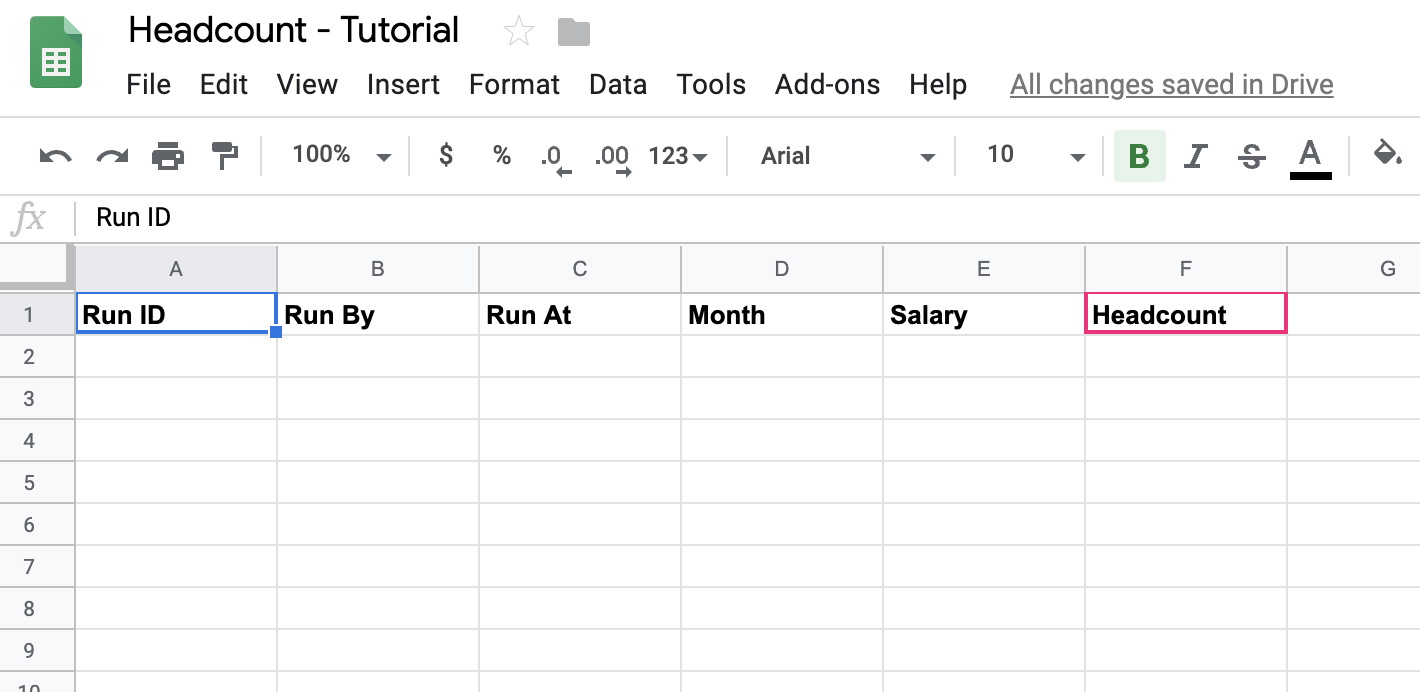 Headcount - Tutorial
File Edit View Insert Format Data Tools Add-ons Help All changes saved in Drive
100% $ % .0 .00 123 Arial 10 B I S A
fx Run ID
A B C D E F G
1 Run ID Run By Run At Month Salary Headcount
2
3
4
5
6
7
8
9
10